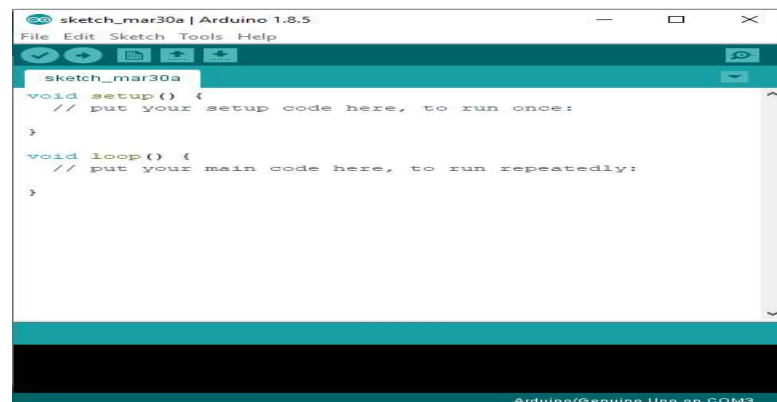 sketch_mar30a | Arduino 1.8.5
File Edit Sketch Tools Help
sketch_mar30a
void setup() {
// put your setup code here, to run once:
}
void loop() {
// put your main code here, to run repeatedly:
}
Arduino/Genuino Uno on COM3